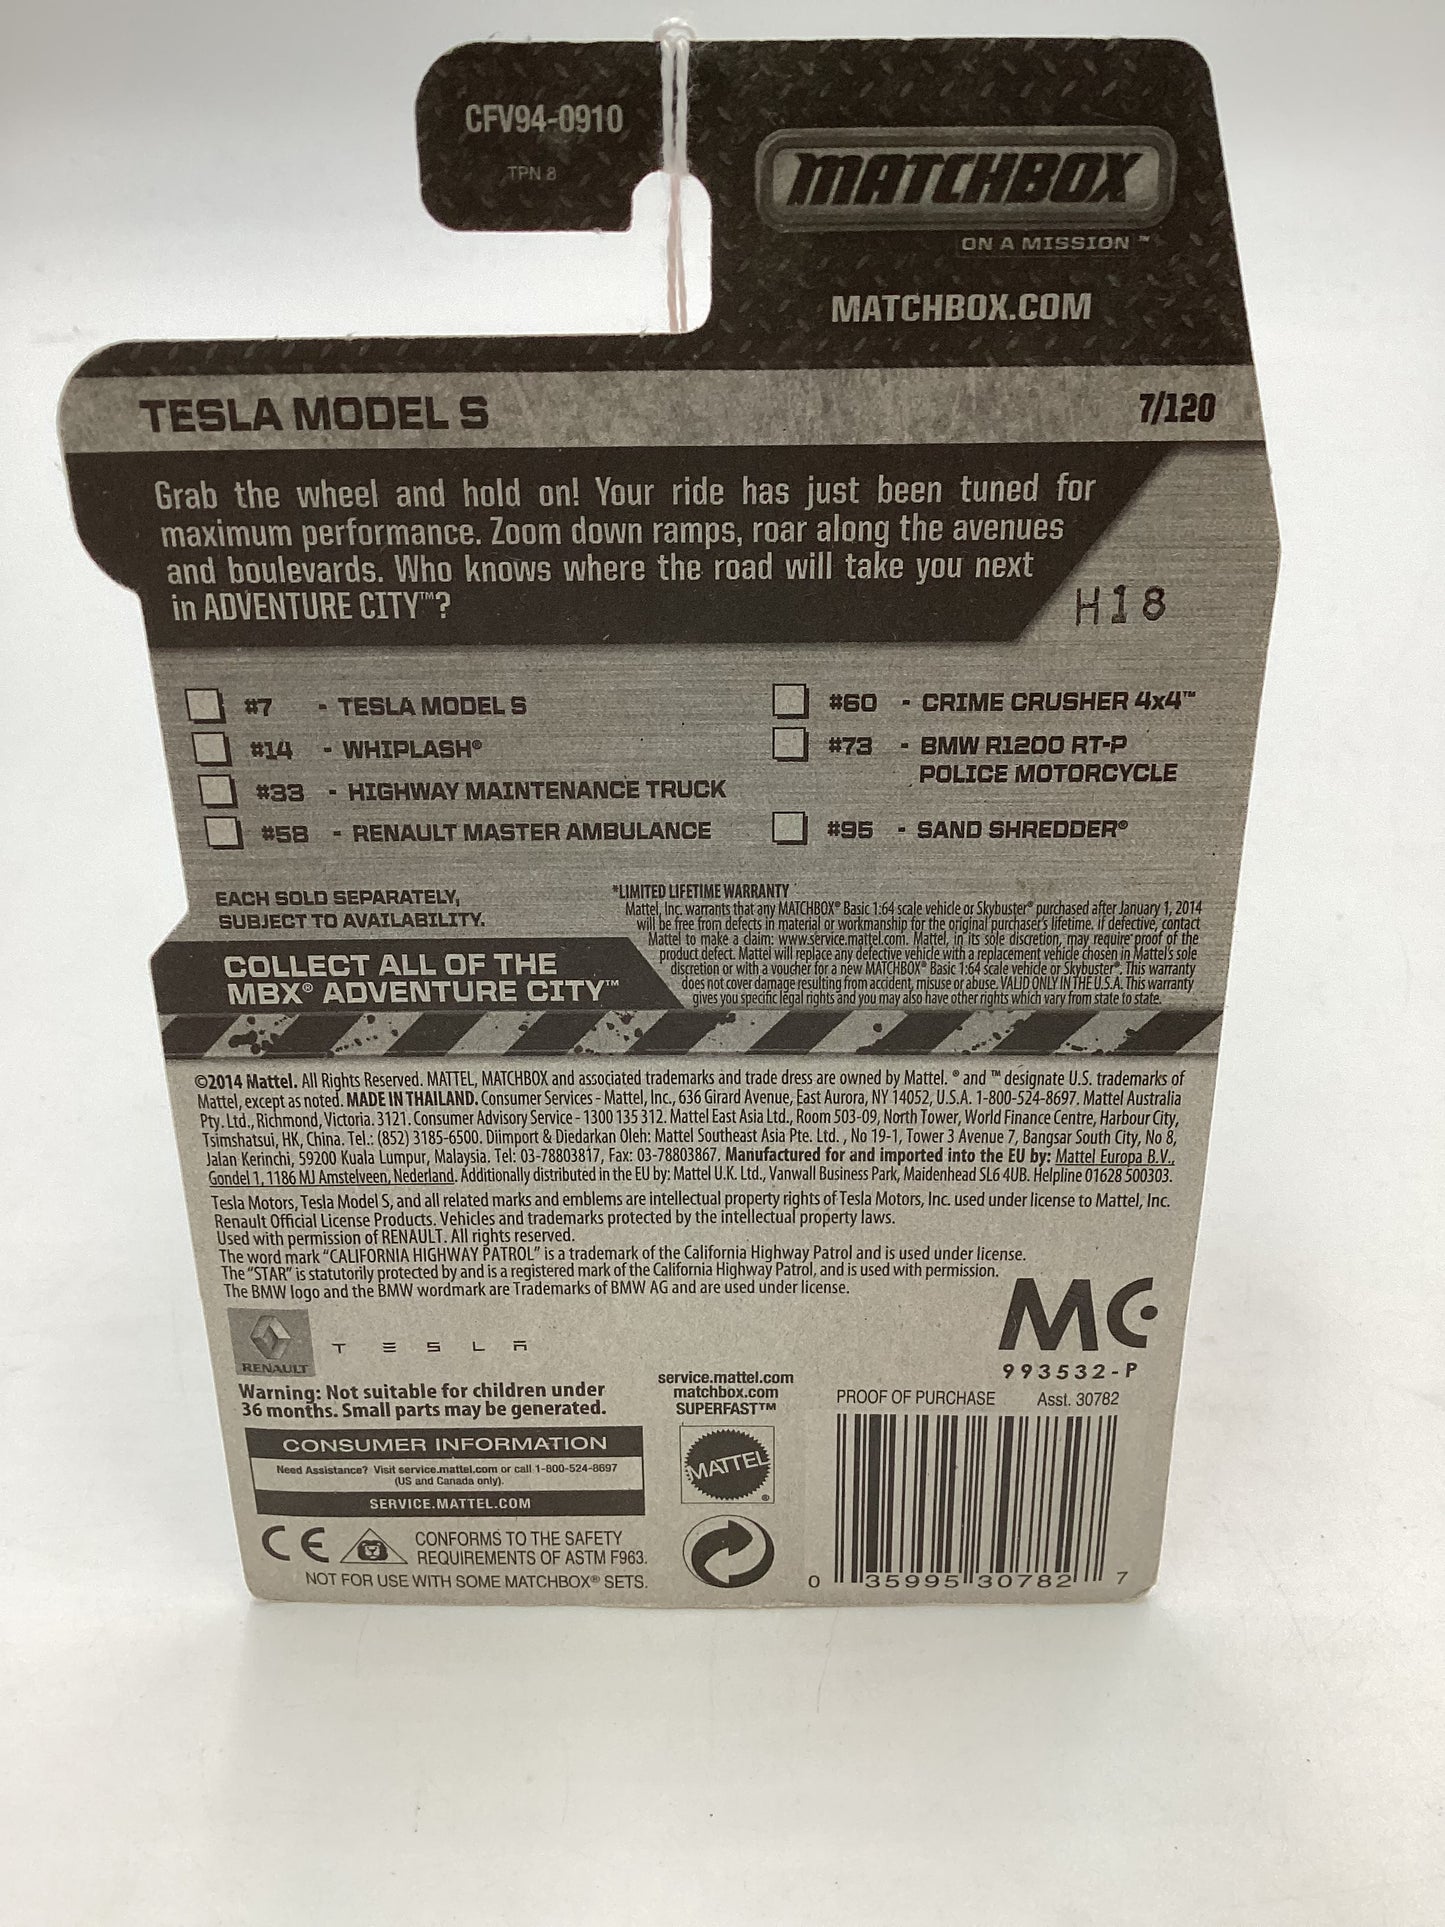 CFV94-0910
TPN 8
MATCHBOX
ON A MISSION™
MATCHBOX.COM
TESLA MODEL S
7/120
Grab the wheel and hold on! Your ride has just been tuned for
maximum performance. Zoom down ramps, roar along the avenues
and boulevards. Who knows where the road will take you next
in ADVENTURE CITY™?
H18
#7 - TESLA MODEL S
#14 - WHIPLASH®
#33 - HIGHWAY MAINTENANCE TRUCK
#58 - RENAULT MASTER AMBULANCE
#60 - CRIME CRUSHER 4x4™
#73 - BMW R1200 RT-P
POLICE MOTORCYCLE
#95 - SAND SHREDDER®
EACH SOLD SEPARATELY,
SUBJECT TO AVAILABILITY.
COLLECT ALL OF THE
MBX® ADVENTURE CITY™
*LIMITED LIFETIME WARRANTY
Mattel, Inc. warrants that any MATCHBOX® Basic 1:64 scale vehicle or Skybuster® purchased after January 1, 2014
will be free from defects in material or workmanship for the original purchaser's lifetime. If defective, contact
Mattel to make a claim: www.service.mattel.com. Mattel, in its sole discretion, may require proof of the
product defect. Mattel will replace any defective vehicle with a replacement vehicle chosen in Mattel's sole
discretion or with a voucher for a new MATCHBOX® Basic 1:64 scale vehicle or Skybuster®. This warranty
does not cover damage resulting from accident, misuse or abuse. VALID ONLY IN THE U.S.A. This warranty
gives you specific legal rights and you may also have other rights which vary from state to state.
©2014 Mattel. All Rights Reserved. MATTEL, MATCHBOX and associated trademarks and trade dress are owned by Mattel. ® and ™ designate U.S. trademarks of
Mattel, except as noted. MADE IN THAILAND. Consumer Services - Mattel, Inc., 636 Girard Avenue, East Aurora, NY 14052, U.S.A. 1-800-524-8697. Mattel Australia
Pty. Ltd., Richmond, Victoria. 3121. Consumer Advisory Service - 1300 135 312. Mattel East Asia Ltd., Room 503-09, North Tower, World Finance Centre, Harbour City,
Tsimshatsui, HK, China. Tel.: (852) 3185-6500. Diimport & Diedarkan Oleh: Mattel Southeast Asia Pte. Ltd. , No 19-1, Tower 3 Avenue 7, Bangsar South City, No 8,
Jalan Kerinchi, 59200 Kuala Lumpur, Malaysia. Tel: 03-78803817, Fax: 03-78803867. Manufactured for and imported into the EU by: Mattel Europa B.V.,
Gondel 1, 1186 MJ Amstelveen, Nederland. Additionally distributed in the EU by: Mattel U.K. Ltd., Vanwall Business Park, Maidenhead SL6 4UB. Helpline 01628 500303.
Tesla Motors, Tesla Model S, and all related marks and emblems are intellectual property rights of Tesla Motors, Inc. used under license to Mattel, Inc.
Renault Official License Products. Vehicles and trademarks protected by the intellectual property laws.
Used with permission of RENAULT. All rights reserved.
The word mark "CALIFORNIA HIGHWAY PATROL" is a trademark of the California Highway Patrol and is used under license.
The "STAR" is statutorily protected by and is a registered mark of the California Highway Patrol, and is used with permission.
The BMW logo and the BMW wordmark are Trademarks of BMW AG and are used under license.
RENAULT
TESLA
MC
993532-P
Warning: Not suitable for children under
36 months. Small parts may be generated.
CONSUMER INFORMATION
Need Assistance? Visit service.mattel.com or call 1-800-524-8697
(US and Canada only).
SERVICE.MATTEL.COM
CE
CONFORMS TO THE SAFETY
REQUIREMENTS OF ASTM F963.
NOT FOR USE WITH SOME MATCHBOX® SETS.
service.mattel.com
matchbox.com
SUPERFAST™
MATTEL®
PROOF OF PURCHASE Asst. 30782
0 35995 30782 7